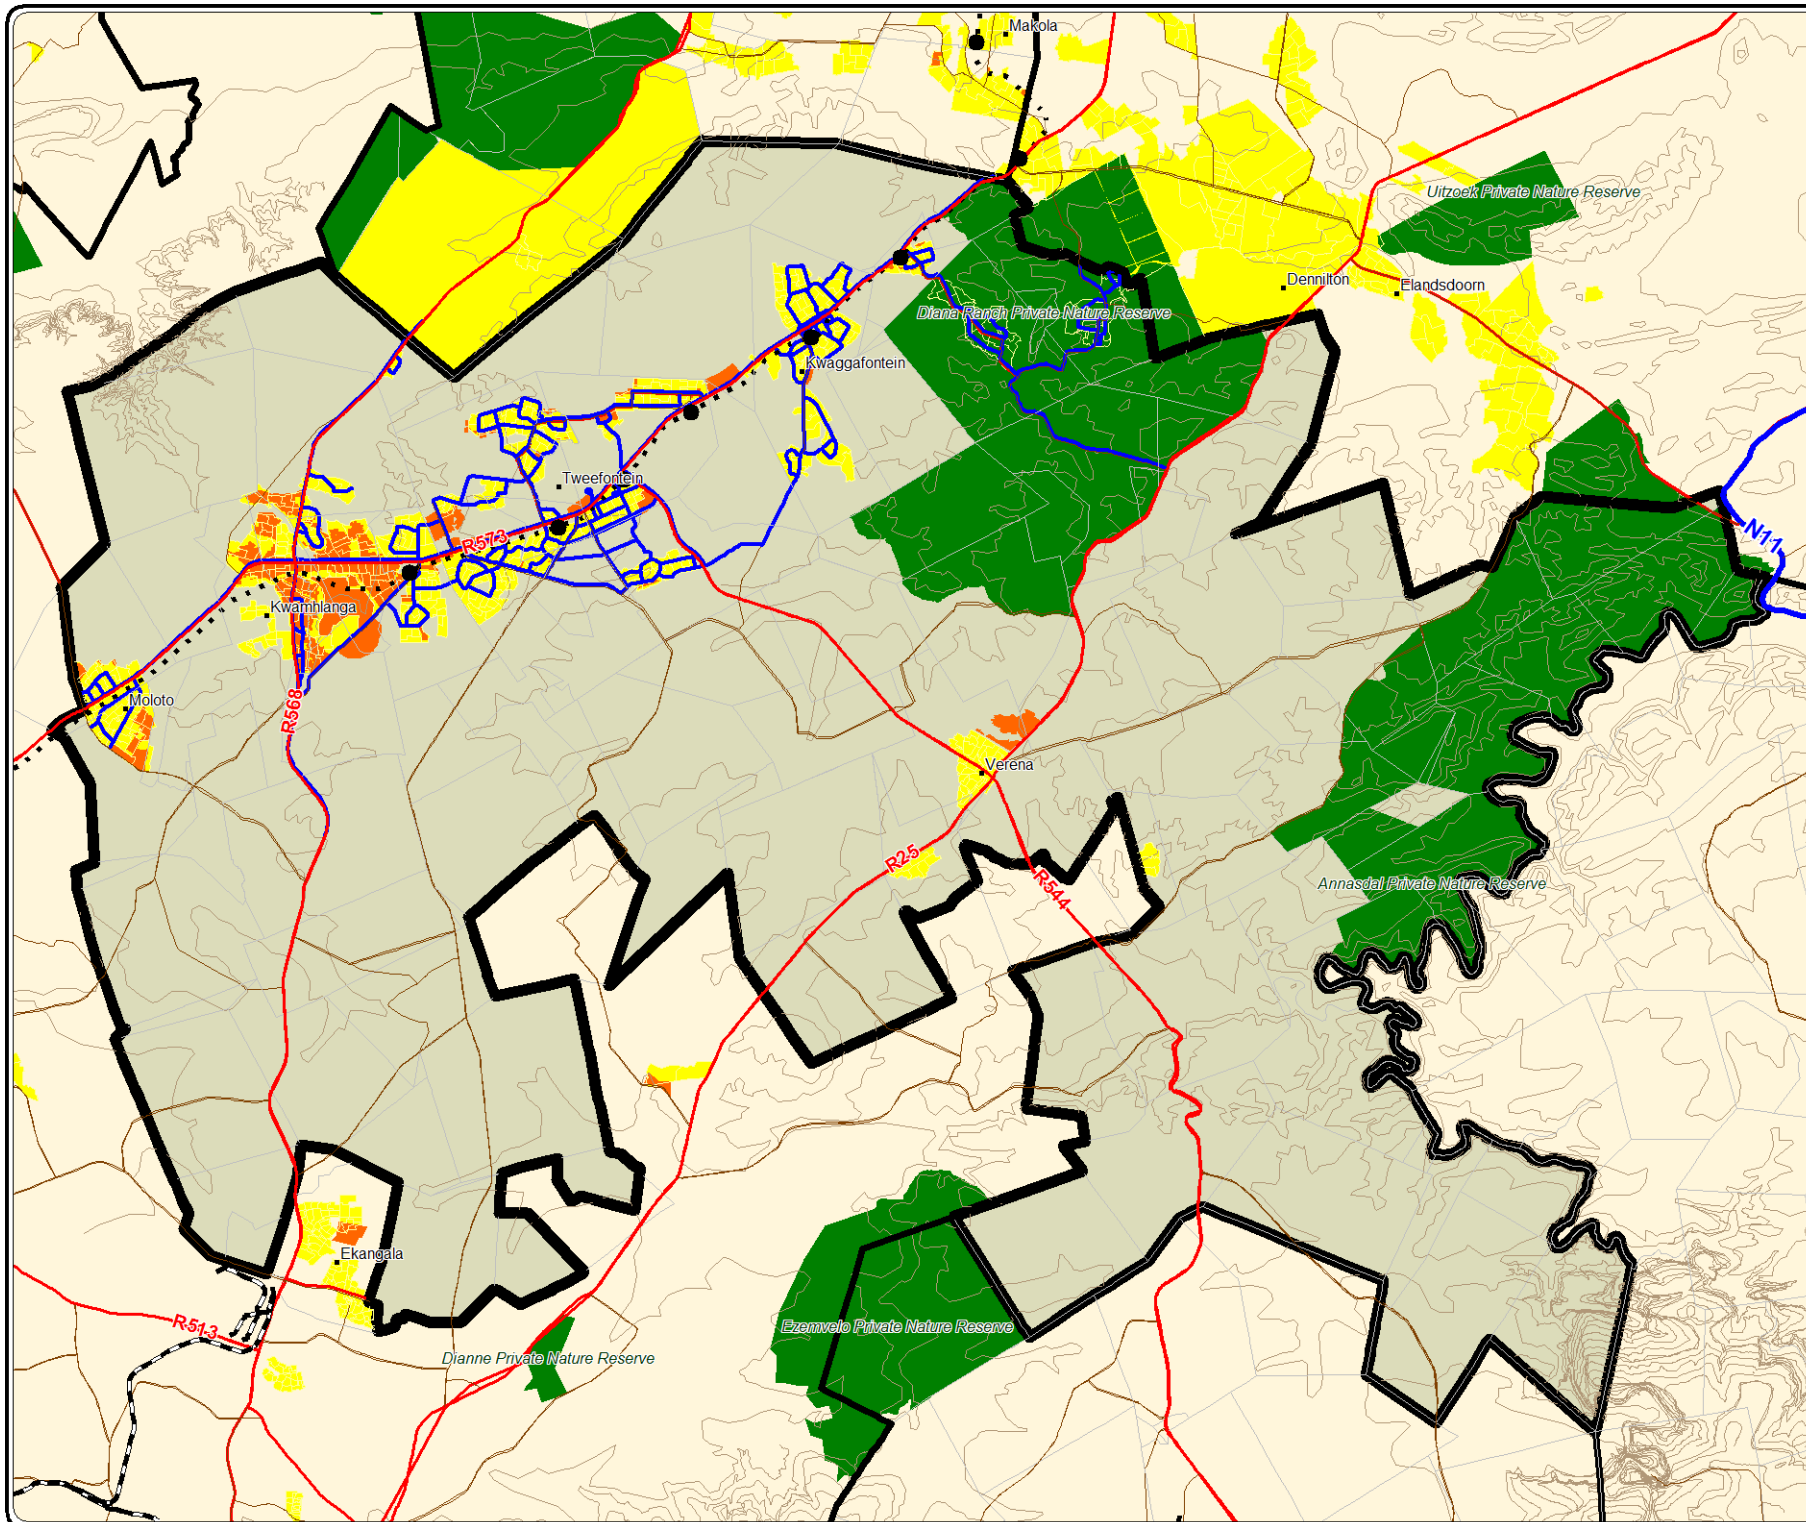 Makola
Uitzoek Private Nature Reserve
Dennilton
Elandsdoorn
Diana Ranch Private Nature Reserve
Kwaggafontein
Tweefontein
N11
R573
Kwamhlanga
Moloto
R568
Verena
R25
R544
Annasdal Private Nature Reserve
Ekangala
R513
Ezemvelo Private Nature Reserve
Dianne Private Nature Reserve